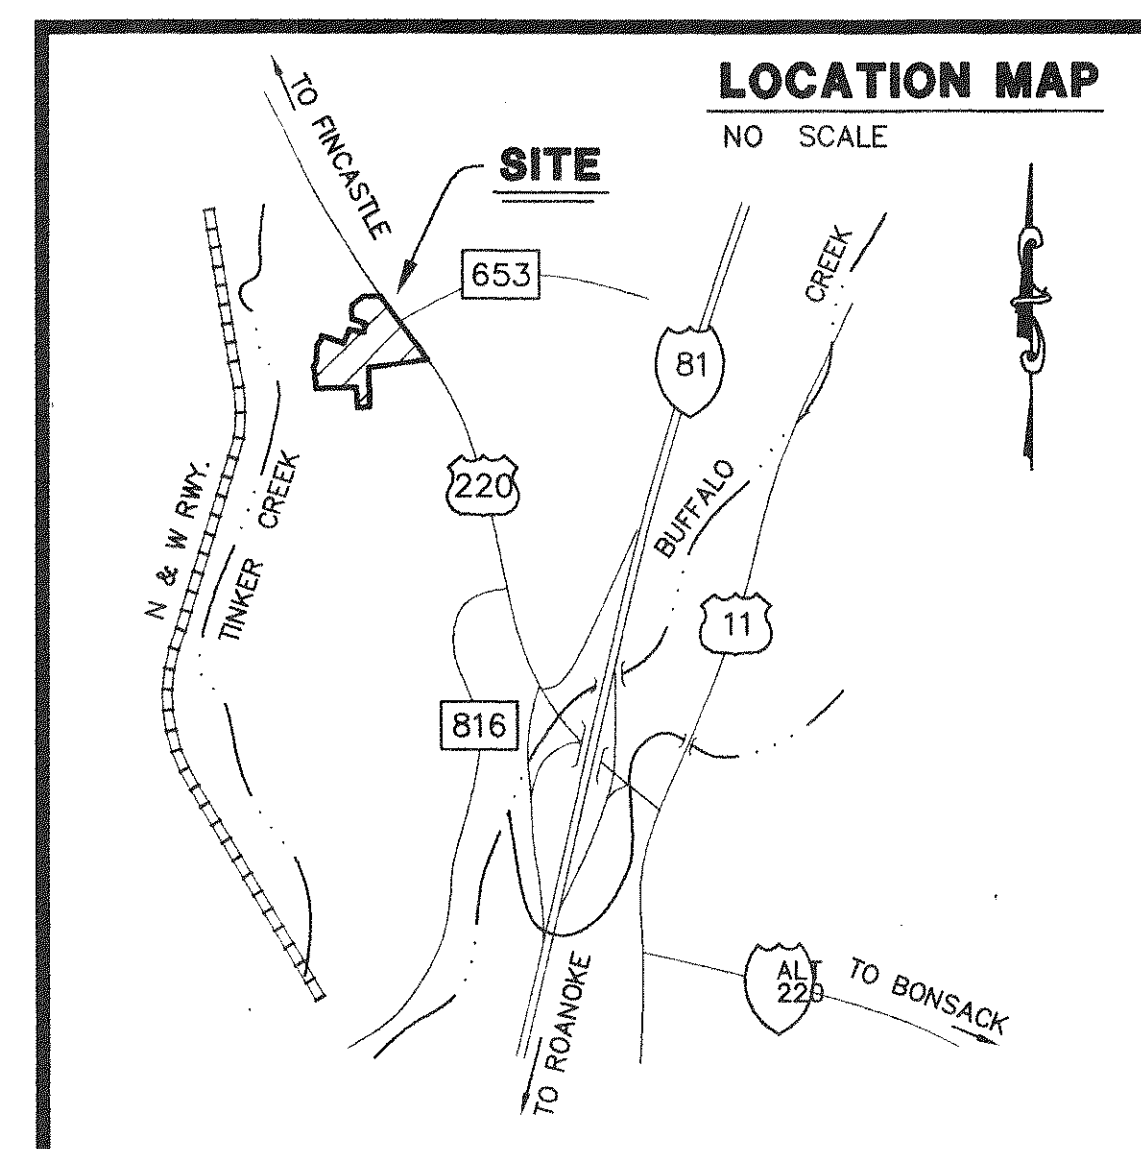 LOCATION MAP
NO SCALE
TO FINCASTLE
SITE
653
CREEK
81
N & W RWY.
TINKER CREEK
220
BUFFALO
11
816
ALT
220
TO BONSACK
TO ROANOKE